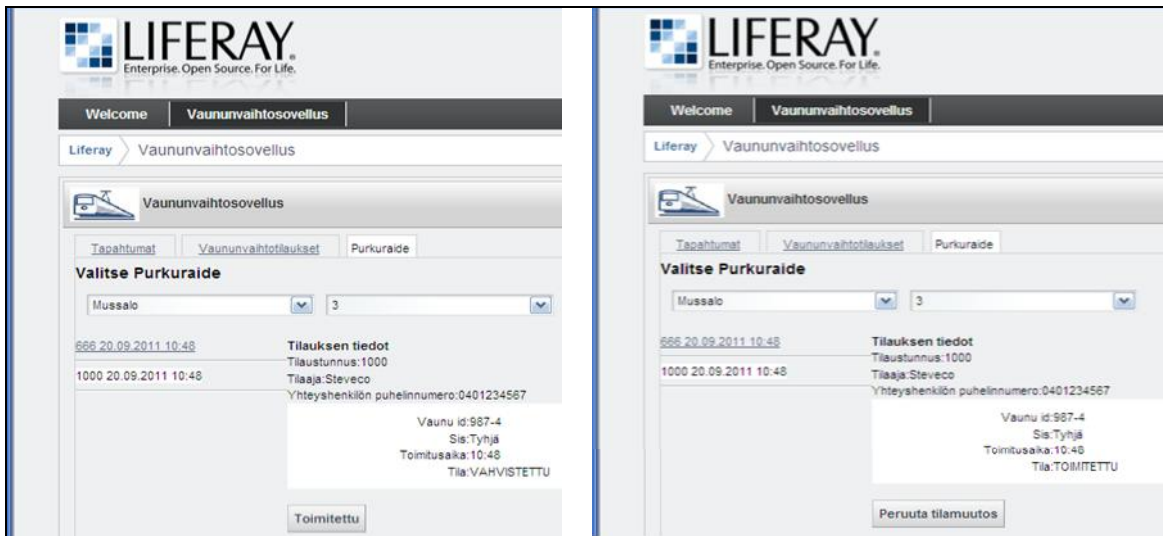 LIFERAY.
Enterprise. Open Source. For Life.
Welcome Vaununvaihtosovellus
Liferay Vaununvaihtosovellus
Vaununvaihtosovellus
Tapahtumat Vaununvaihtotilaukset Purkuraide
Valitse Purkuraide
Mussalo 3
666 20.09.2011 10:48
1000 20.09.2011 10:48
Tilauksen tiedot
Tilaustunnus:1000
Tilaaja:Steveco
Yhteyshenkilön puhelinnumero:0401234567
Vaunu id:987-4
Sis:Tyhjä
Toimitusaika:10:48
Tila:VAHVISTETTU
Toimitettu
LIFERAY.
Enterprise. Open Source. For Life.
Welcome Vaununvaihtosovellus
Liferay Vaununvaihtosovellus
Vaununvaihtosovellus
Tapahtumat Vaununvaihtotilaukset Purkuraide
Valitse Purkuraide
Mussalo 3
666 20.09.2011 10:48
1000 20.09.2011 10:48
Tilauksen tiedot
Tilaustunnus:1000
Tilaaja:Steveco
Yhteyshenkilön puhelinnumero:0401234567
Vaunu id:987-4
Sis:Tyhjä
Toimitusaika:10:48
Tila:TOIMITETTU
Peruuta tilamuutos